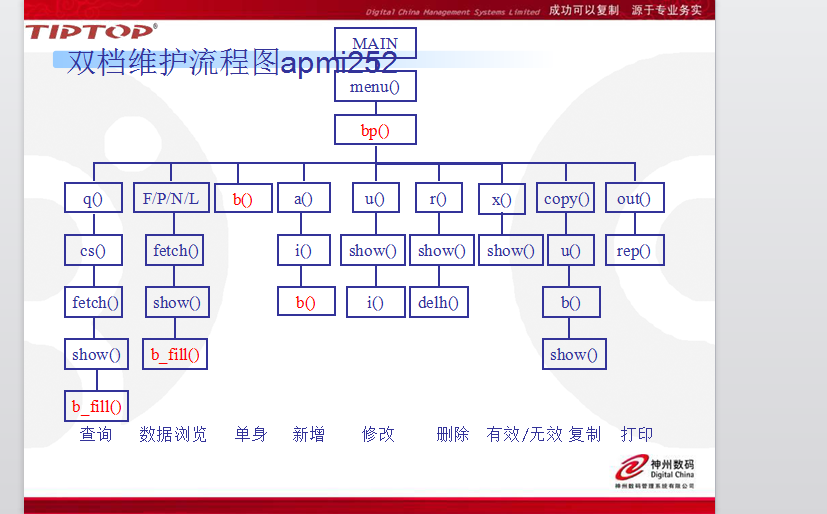 Digital China Management Systems Limited 成功可以复制 源于专业务实
TIPTOP®
双档维护流程图apmi252
MAIN
menu()
bp()
q() F/P/N/L b() a() u() r() x() copy() out()
cs() fetch() i() show() show() show() u() rep()
fetch() show() b() i() delh() b()
show() b_fill() show()
b_fill()
查询 数据浏览 单身 新增 修改 删除 有效/无效 复制 打印
神州数码
Digital China
神州数码管理系统有限公司